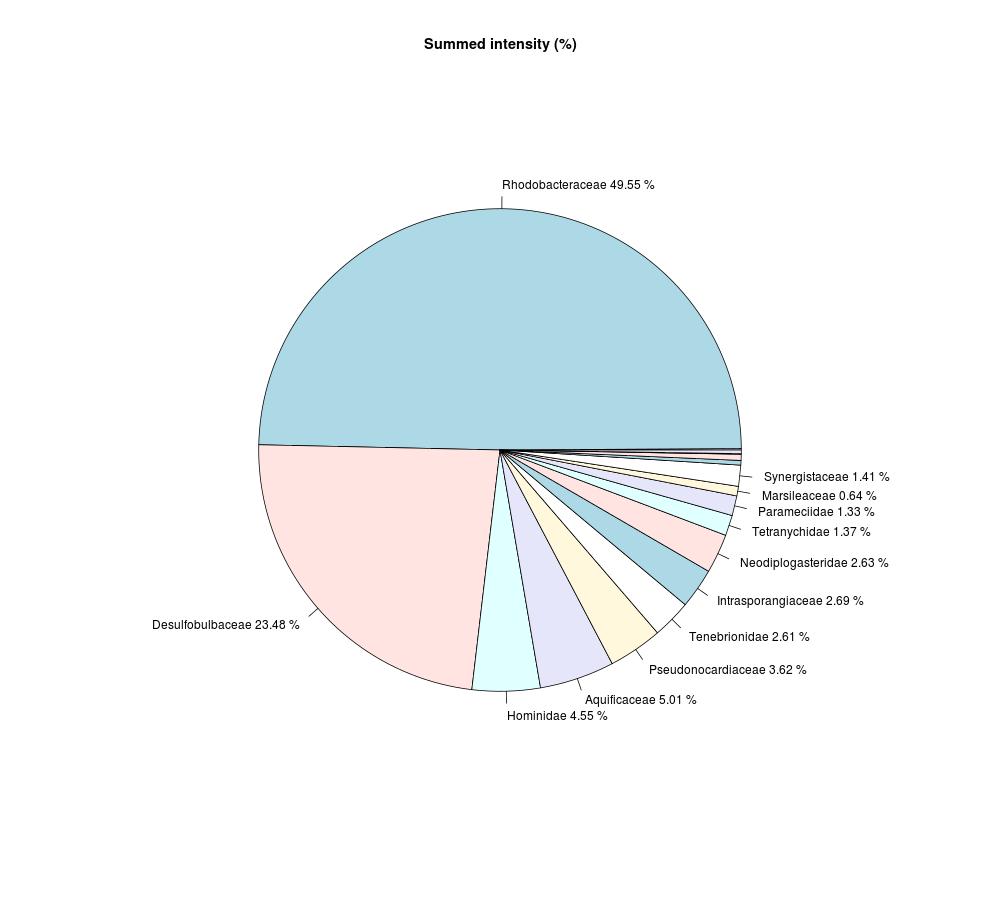 Summed intensity (%)
Rhodobacteraceae 49.55 %
Synergistaceae 1.41 %
Marsileaceae 0.64 %
Parameciidae 1.33 %
Tetranychidae 1.37 %
Neodiplogasteridae 2.63 %
Intrasporangiaceae 2.69 %
Desulfobulbaceae 23.48 %
Tenebrionidae 2.61 %
Pseudonocardiaceae 3.62 %
Aquificaceae 5.01 %
Hominidae 4.55 %